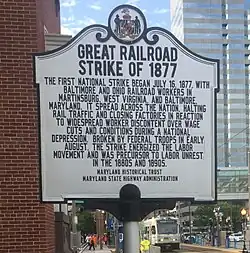 GREAT RAILROAD
STRIKE OF 1877
THE FIRST NATIONAL STRIKE BEGAN JULY 16, 1877, WITH
BALTIMORE AND OHIO RAILROAD WORKERS IN
MARTINSBURG, WEST VIRGINIA, AND BALTIMORE,
MARYLAND. IT SPREAD ACROSS THE NATION, HALTING
RAIL TRAFFIC AND CLOSING FACTORIES IN REACTION
TO WIDESPREAD WORKER DISCONTENT OVER WAGE
CUTS AND CONDITIONS DURING A NATIONAL
DEPRESSION. BROKEN BY FEDERAL TROOPS IN EARLY
AUGUST, THE STRIKE ENERGIZED THE LABOR
MOVEMENT AND WAS PRECURSOR TO LABOR UNREST
IN THE 1880S AND 1890S.
MARYLAND HISTORICAL TRUST
MARYLAND STATE HIGHWAY ADMINISTRATION